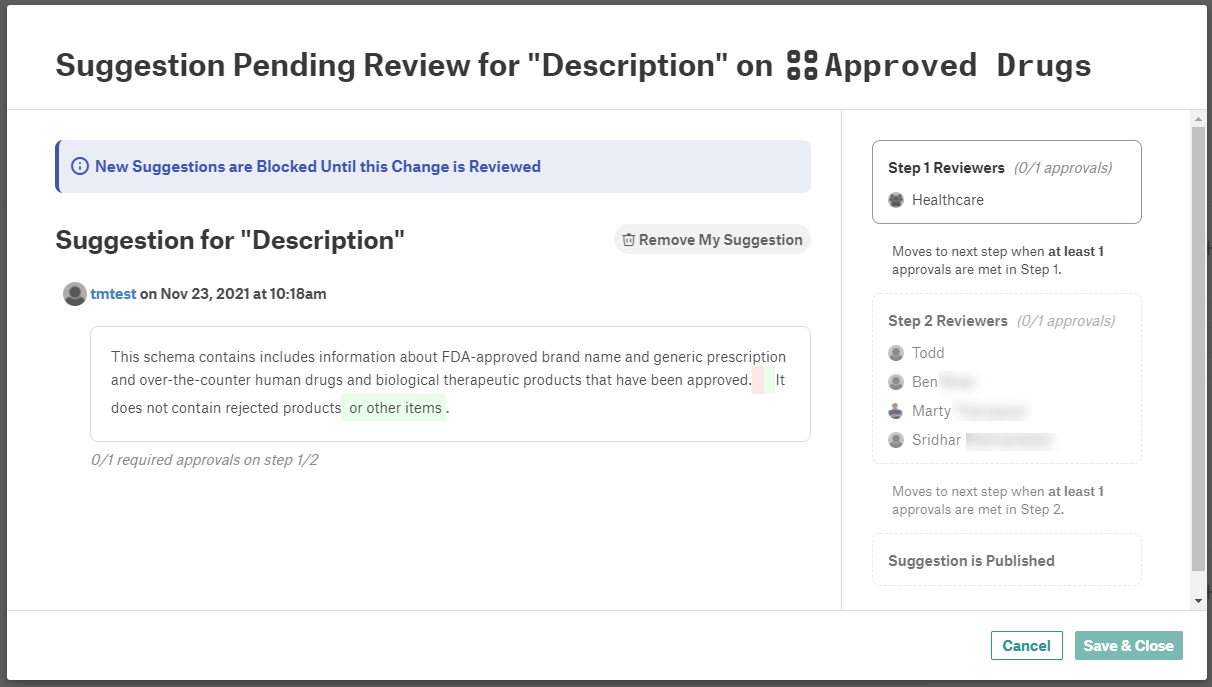 Suggestion Pending Review for "Description" on Approved Drugs
New Suggestions are Blocked Until this Change is Reviewed
Suggestion for "Description"
Remove My Suggestion
tmtest on Nov 23, 2021 at 10:18am
This schema contains includes information about FDA-approved brand name and generic prescription
and over-the-counter human drugs and biological therapeutic products that have been approved. It
does not contain rejected products or other items .
0/1 required approvals on step 1/2
Step 1 Reviewers (0/1 approvals)
Healthcare
Moves to next step when at least 1
approvals are met in Step 1.
Step 2 Reviewers (0/1 approvals)
Todd
Ben
Marty
Sridhar
Moves to next step when at least 1
approvals are met in Step 2.
Suggestion is Published
Cancel
Save & Close